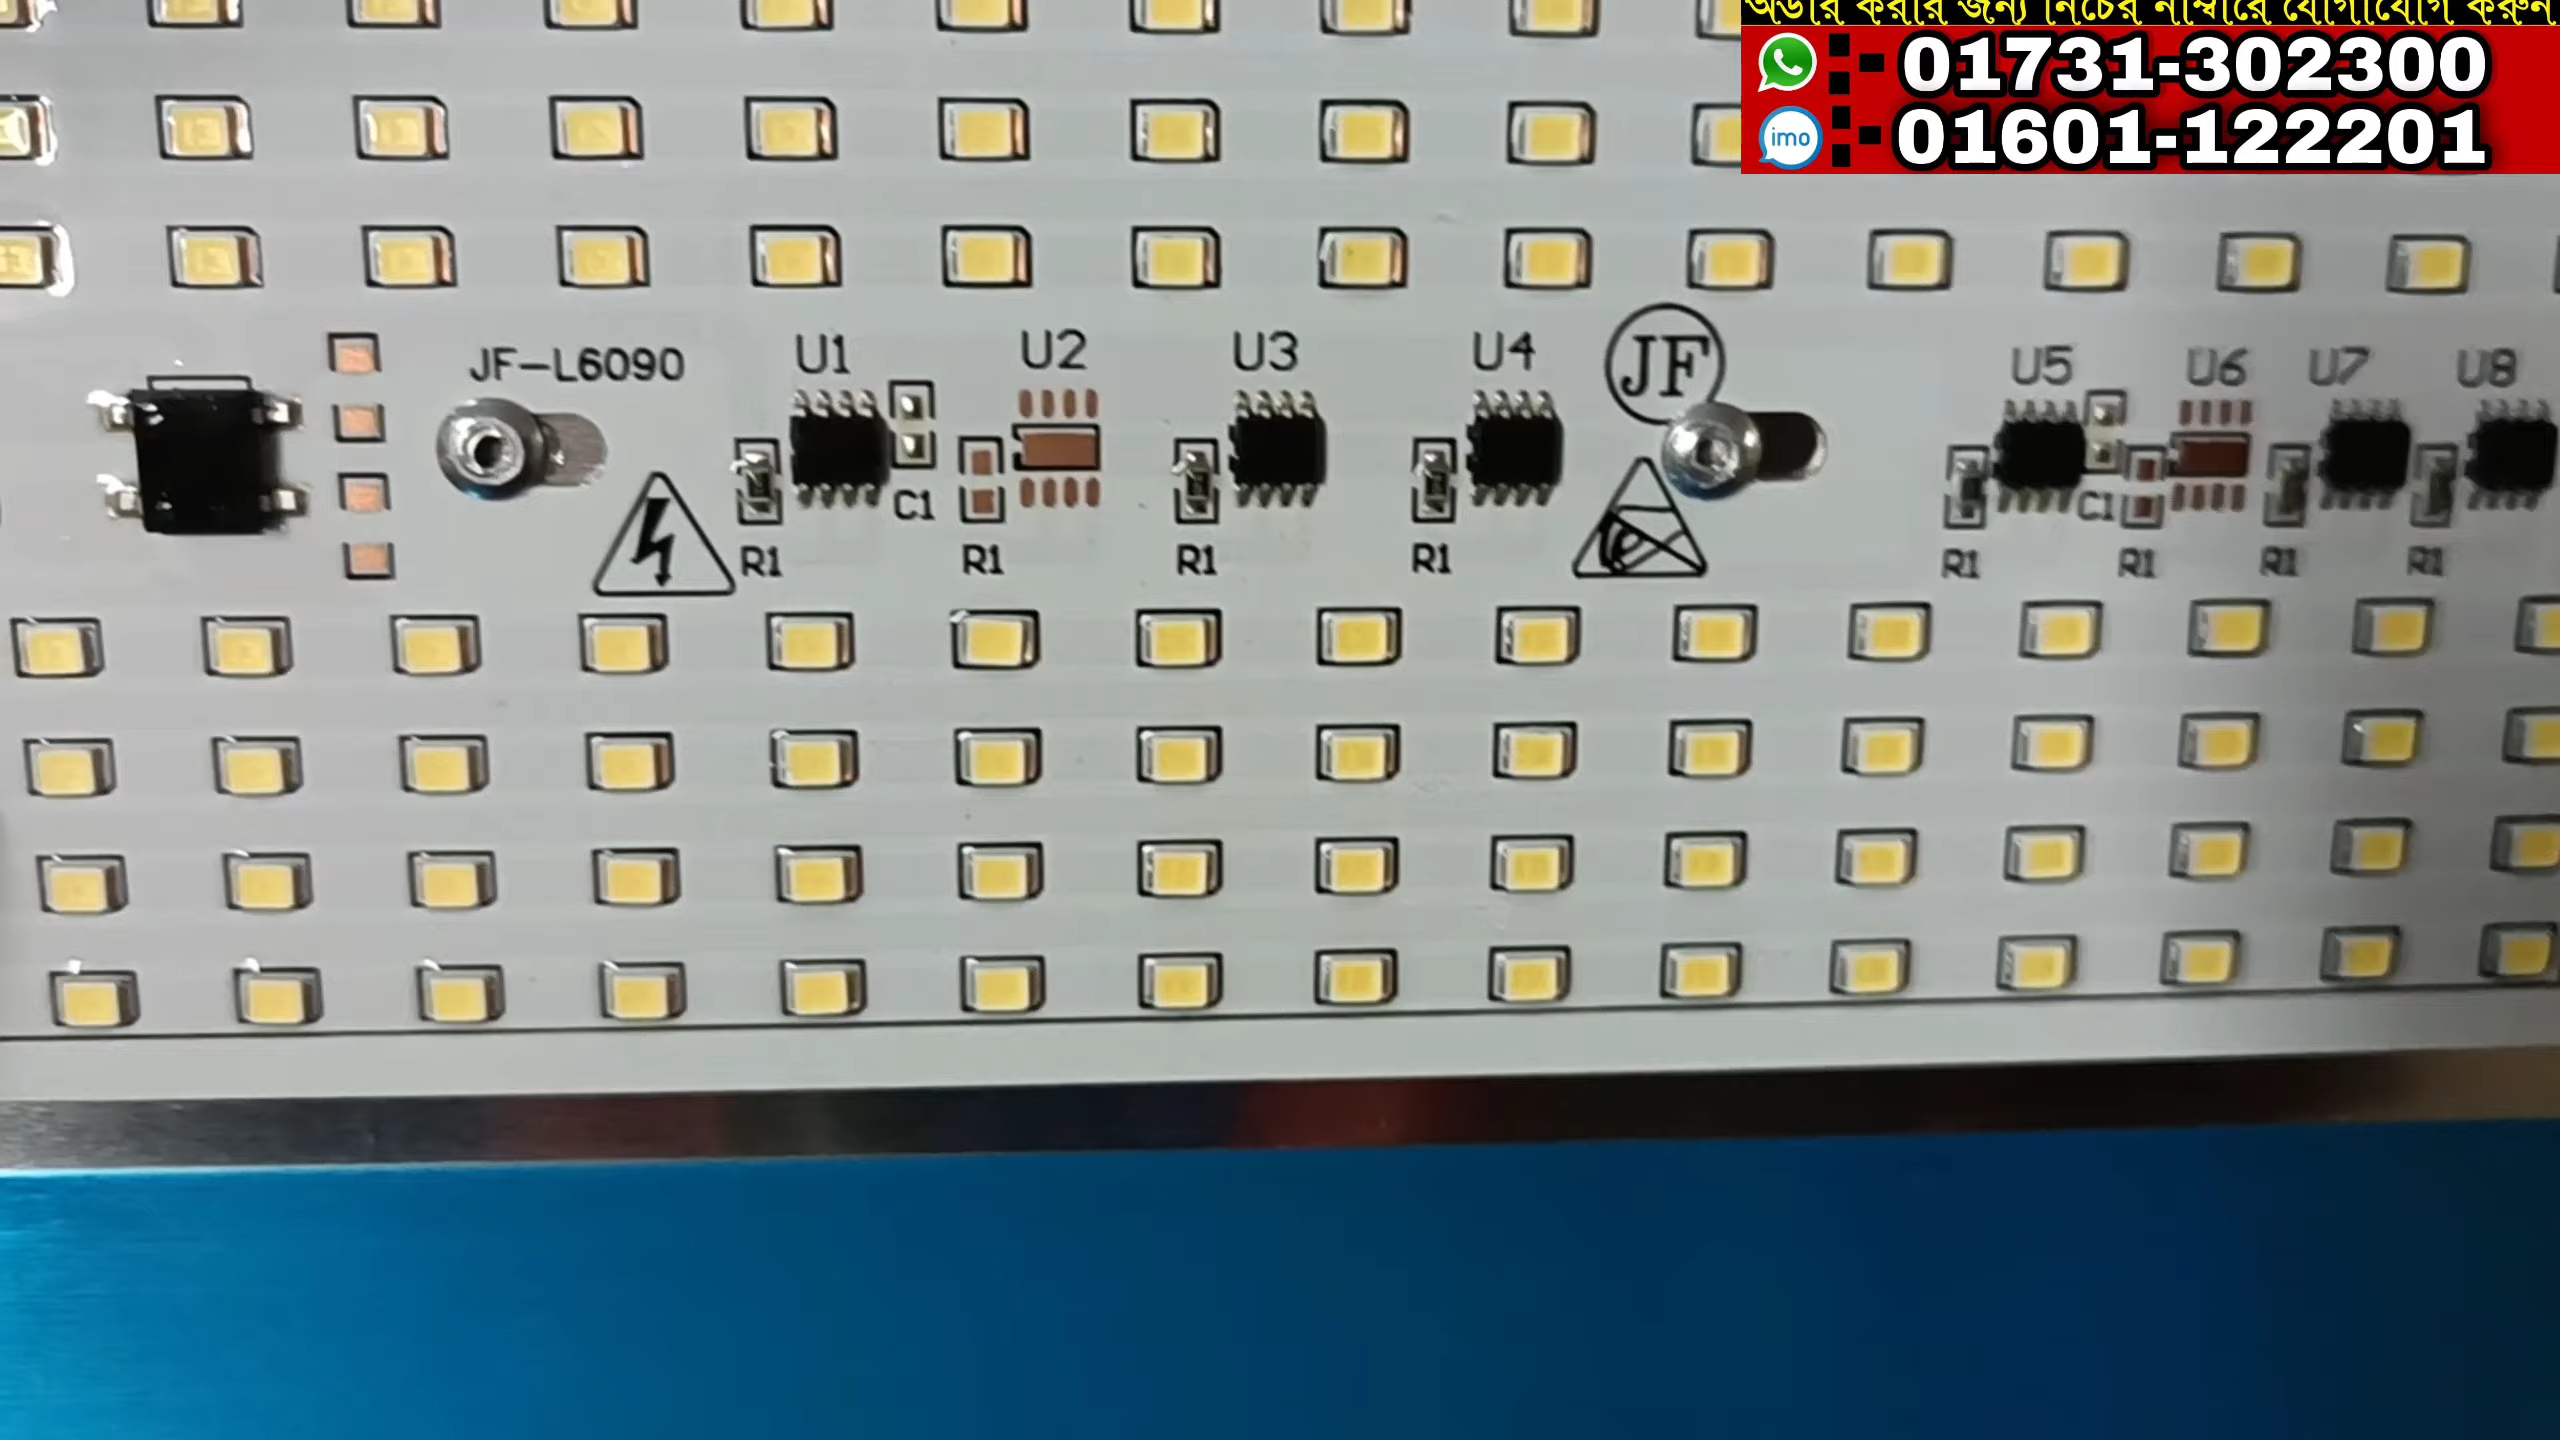 অর্ডার করার জন্য নিচের নাম্বারে যোগাযোগ করুন
:-01731-302300
imo :-01601-122201
JF-L6090
U1 U2 U3 U4 JF U5 U6 U7 U8
C1 C1
R1 R1 R1 R1 R1 R1 R1 R1